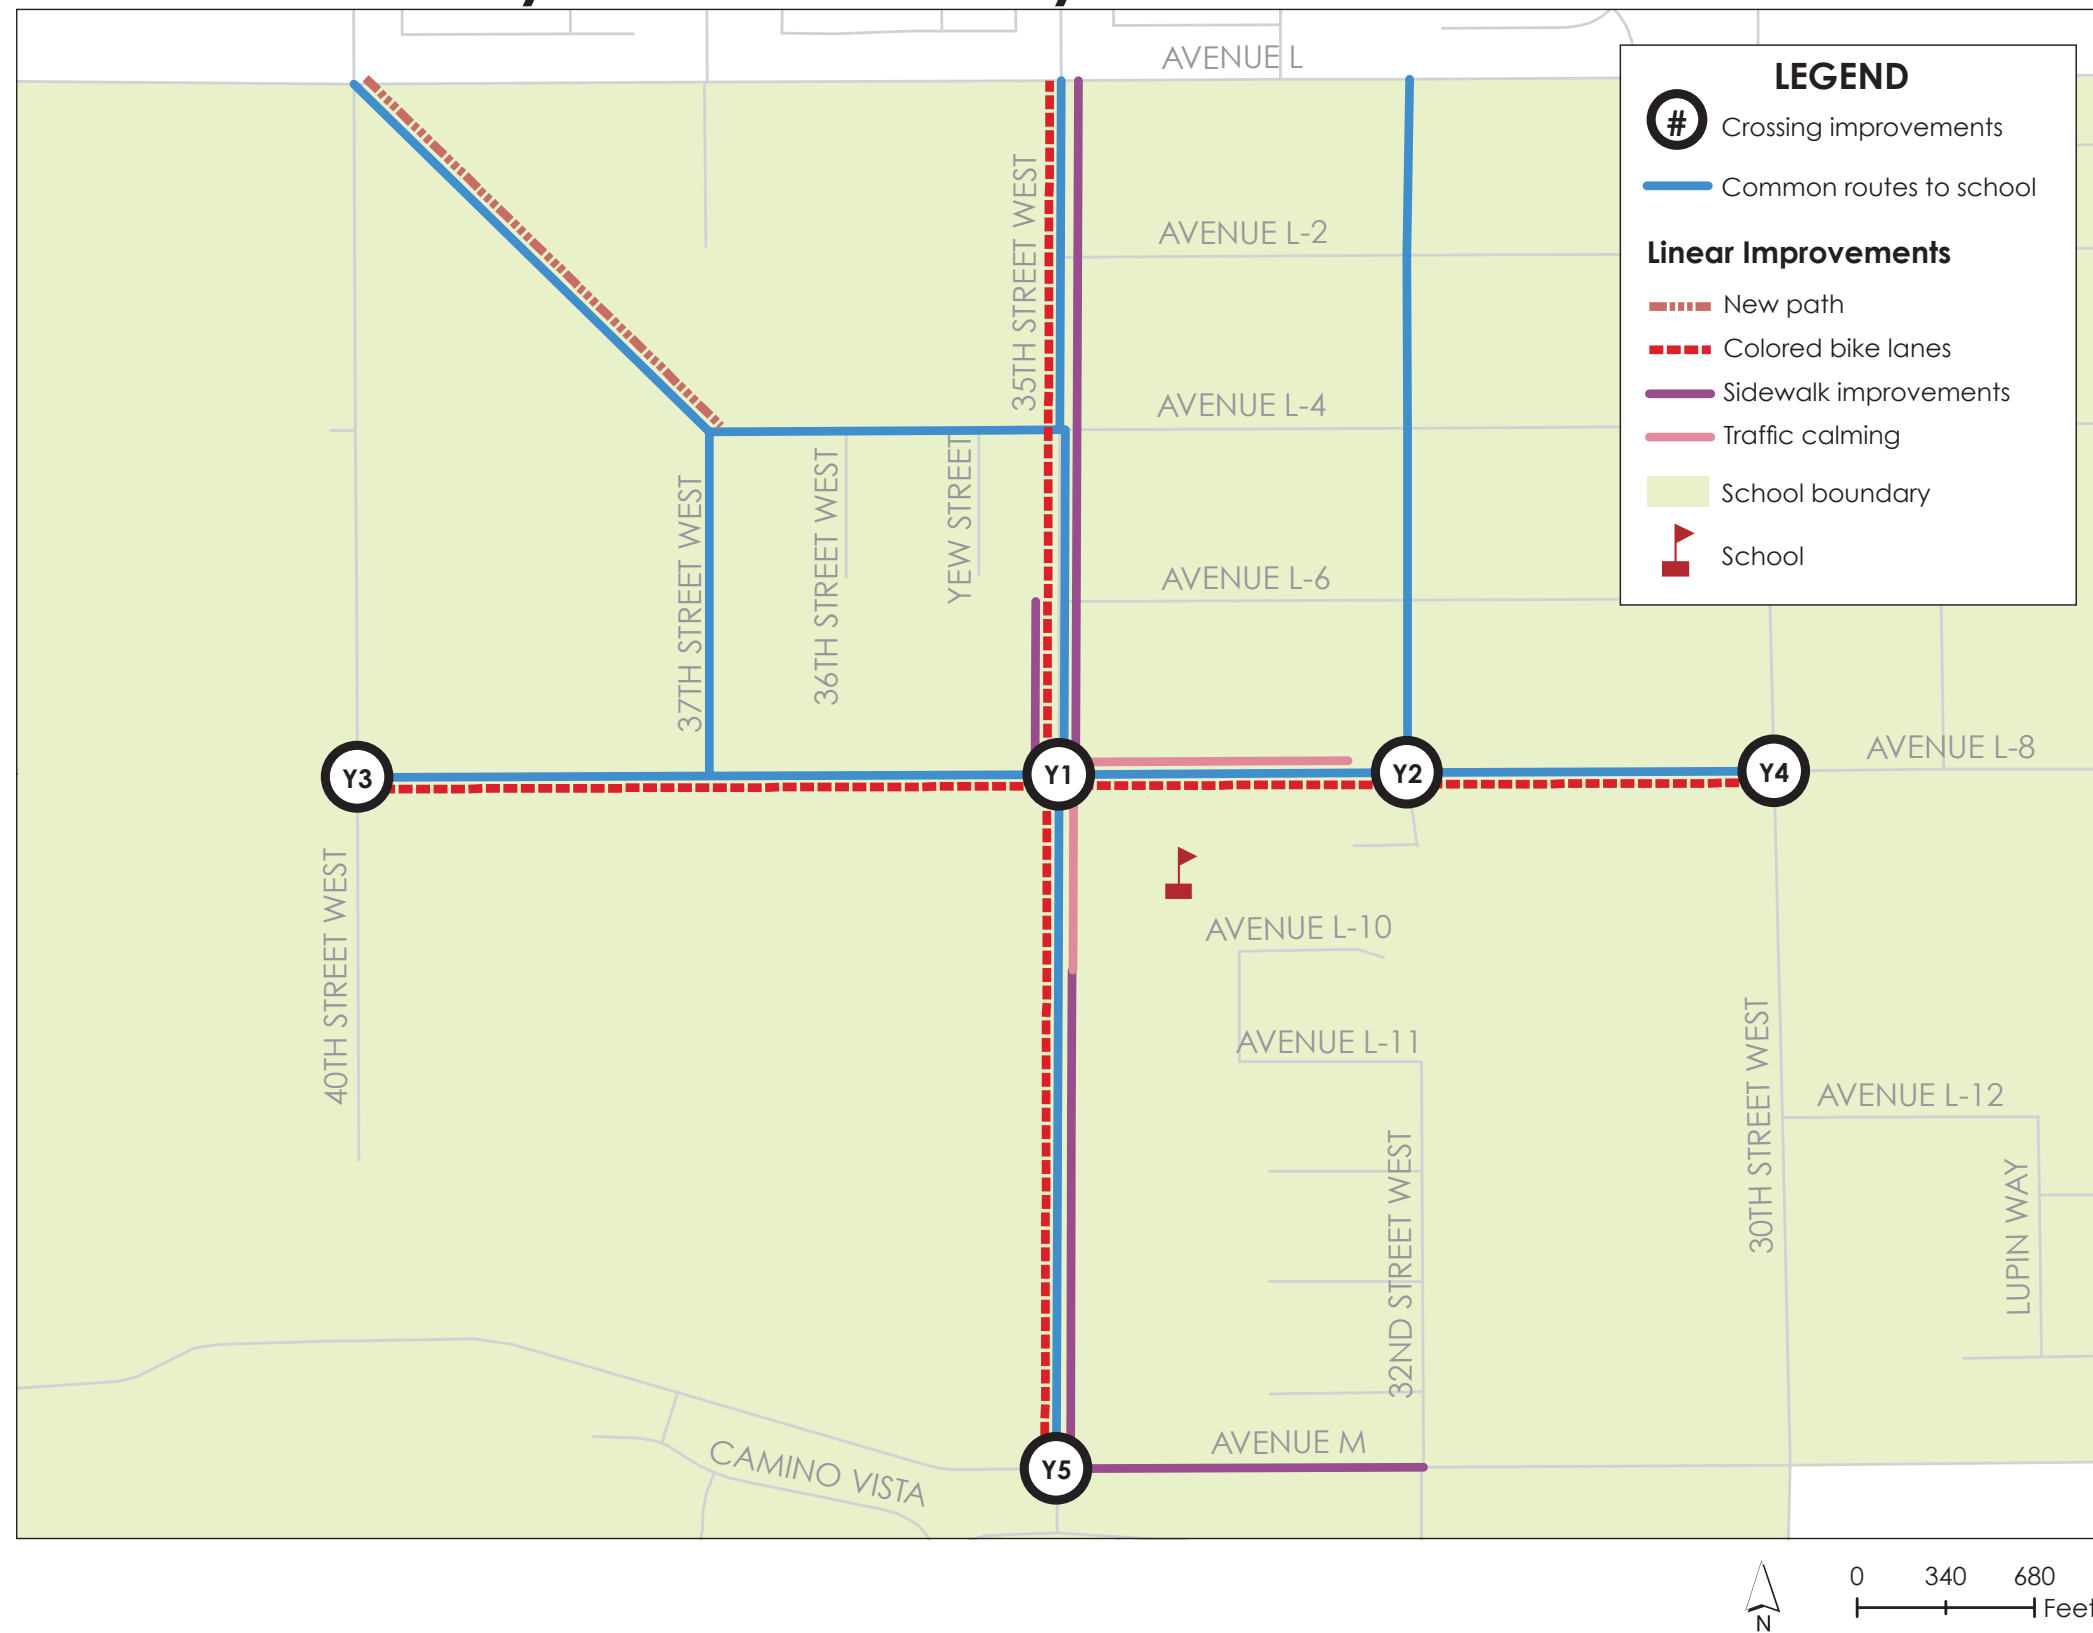 AVENUE L
LEGEND
# Crossing improvements
Common routes to school
Linear Improvements
New path
Colored bike lanes
Sidewalk improvements
Traffic calming
School boundary
School
35TH STREET WEST
AVENUE L-2
AVENUE L-4
37TH STREET WEST
36TH STREET WEST
YEW STREET
AVENUE L-6
Y3
Y1
Y2
Y4
AVENUE L-8
40TH STREET WEST
AVENUE L-10
AVENUE L-11
30TH STREET WEST
AVENUE L-12
32ND STREET WEST
LUPIN WAY
CAMINO VISTA
Y5
AVENUE M
N
0 340 680
Feet